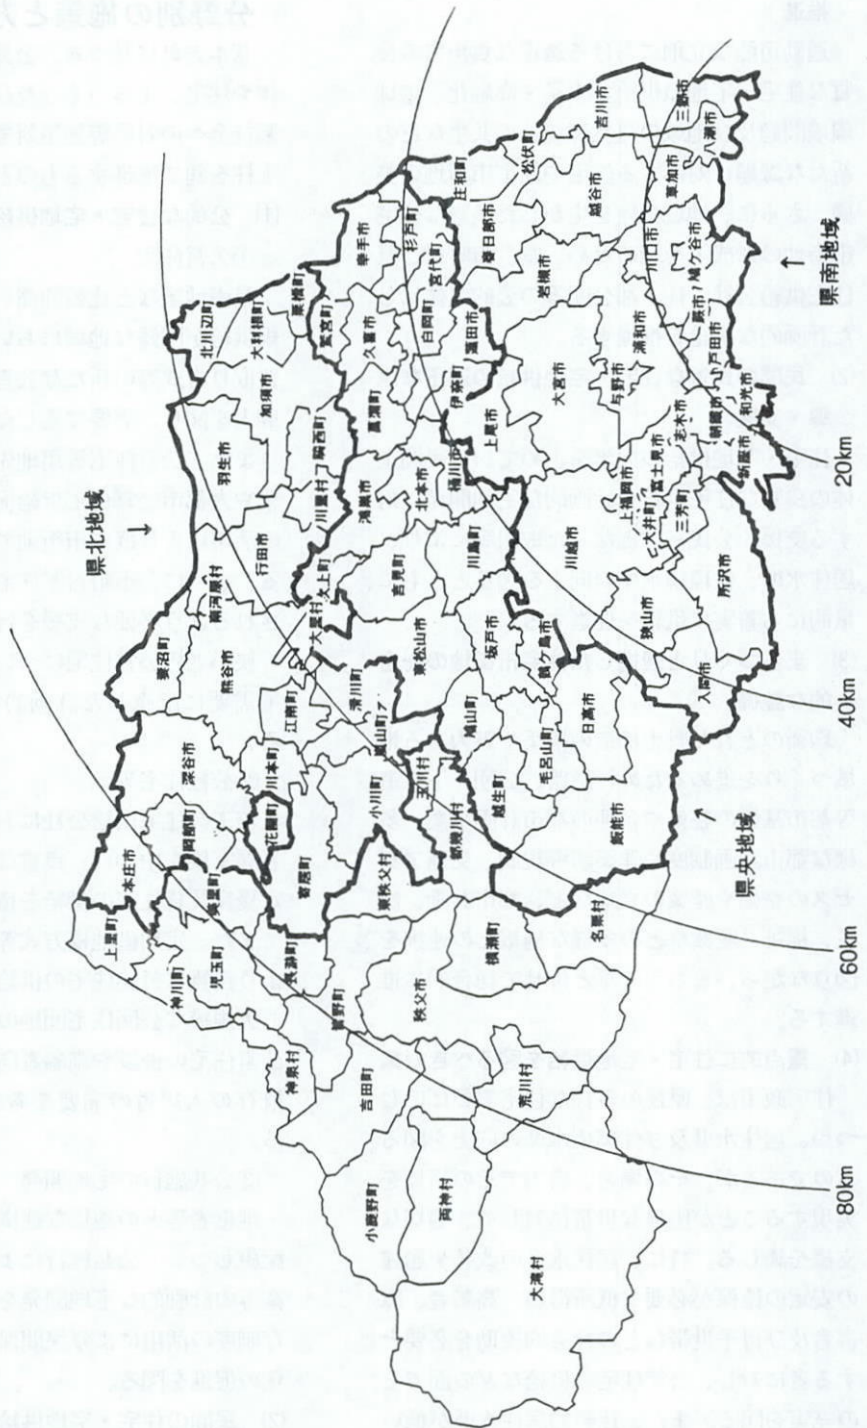 県北地域
県南地域
県央地域
20km
40km
60km
80km
北川辺町
大利根町
栗橋町
鷲宮町
幸手市
杉戸町
宮代町
久喜市
白岡町
加須市
羽生市
騎西町
菖蒲町
蓮田市
伊奈町
庄和町
春日部市
松伏町
吉川市
三郷市
八潮市
越谷市
草加市
岩槻市
川口市
鳩ケ谷市
蕨市
浦和市
大宮市
与野市
戸田市
上尾市
桶川市
北本市
鴻巣市
川里村
行田市
南河原村
妻沼町
熊谷市
吹上町
大里村
吉見町
川島町
川越市
上福岡市
富士見市
志木市
朝霞市
和光市
新座市
大井町
三芳町
所沢市
狭山市
入間市
坂戸市
鶴ヶ島市
日高市
毛呂山町
飯能市
越生町
鳩山町
東松山市
滑川町
嵐山町
玉川村
都幾川村
小川町
江南町
川本町
深谷市
岡部町
花園町
寄居町
本庄市
上里町
美里町
児玉町
神川町
神泉村
長瀞町
皆野町
東秩父村
秩父市
横瀬町
名栗村
荒川村
吉田町
小鹿野町
両神村
大滝村